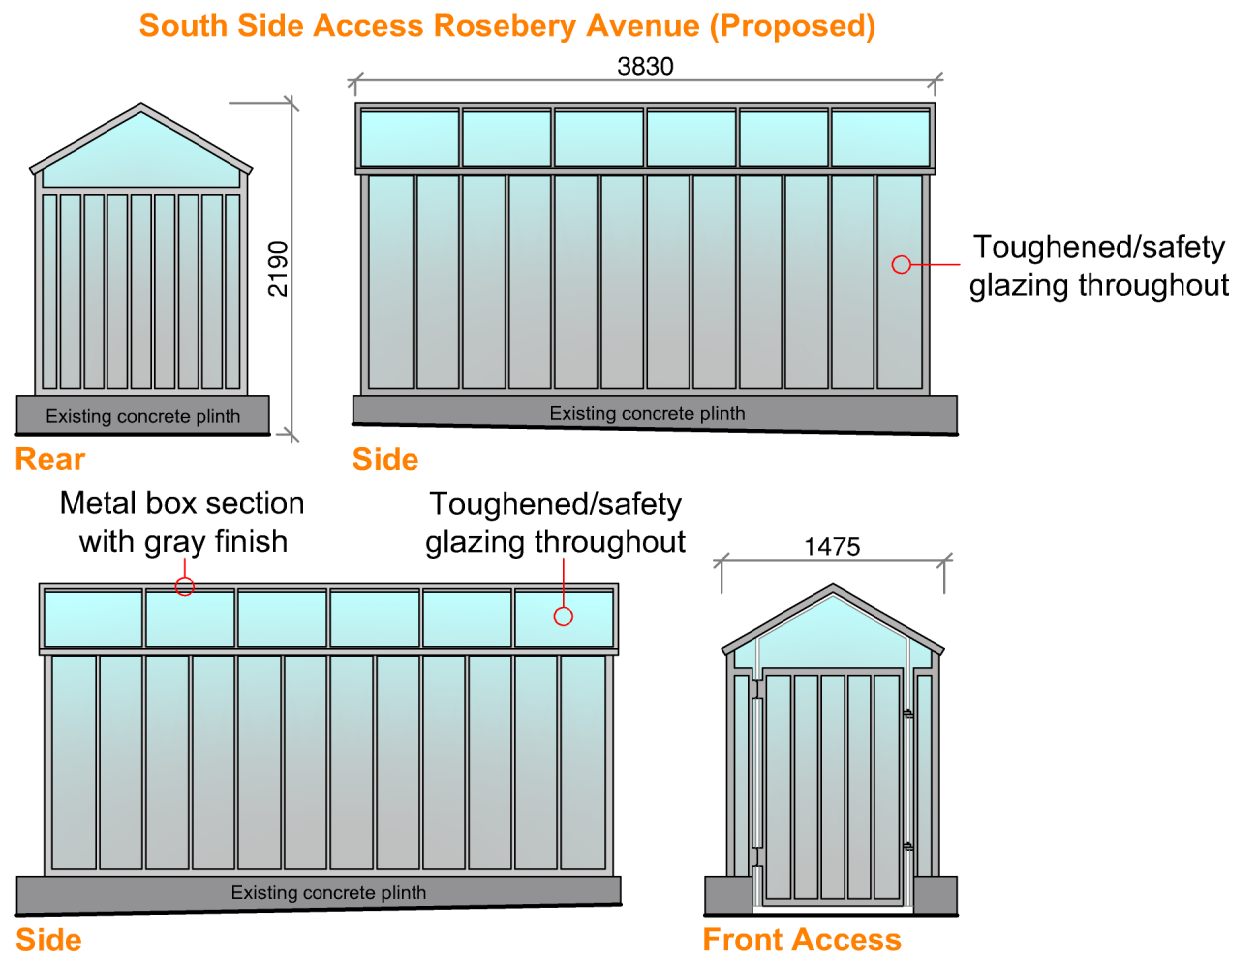 South Side Access Rosebery Avenue (Proposed)
3830
2190
Toughened/safety
glazing throughout
Existing concrete plinth
Existing concrete plinth
Rear
Side
Metal box section
with gray finish
Toughened/safety
glazing throughout
1475
Existing concrete plinth
Side
Front Access